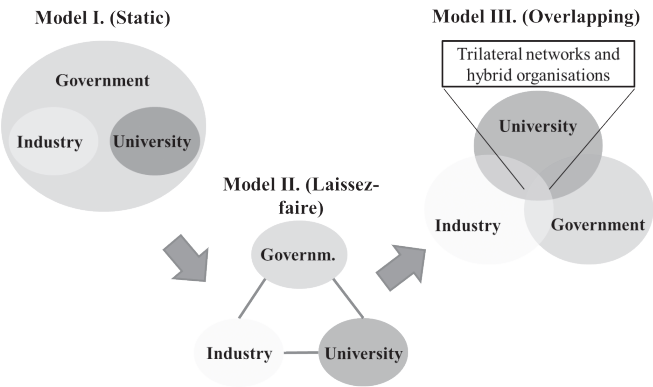 Model I. (Static)
Government
Industry
University
Model II. (Laissez-
faire)
Governm.
Industry
University
Model III. (Overlapping)
Trilateral networks and
hybrid organisations
University
Industry
Government